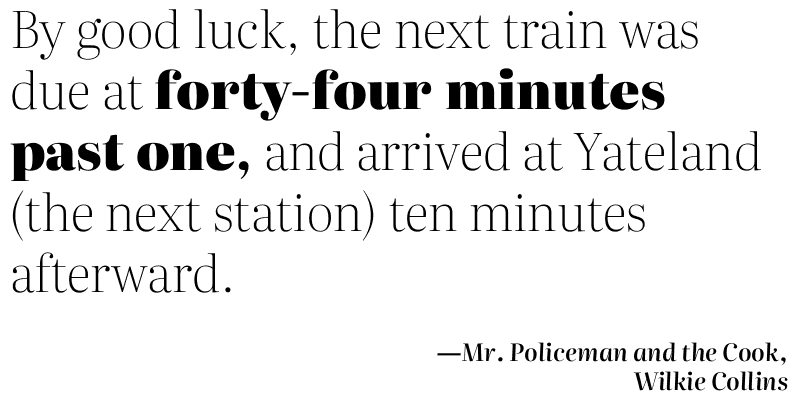 By good luck, the next train was
due at forty-four minutes
past one, and arrived at Yateland
(the next station) ten minutes
afterward.
—Mr. Policeman and the Cook,
Wilkie Collins